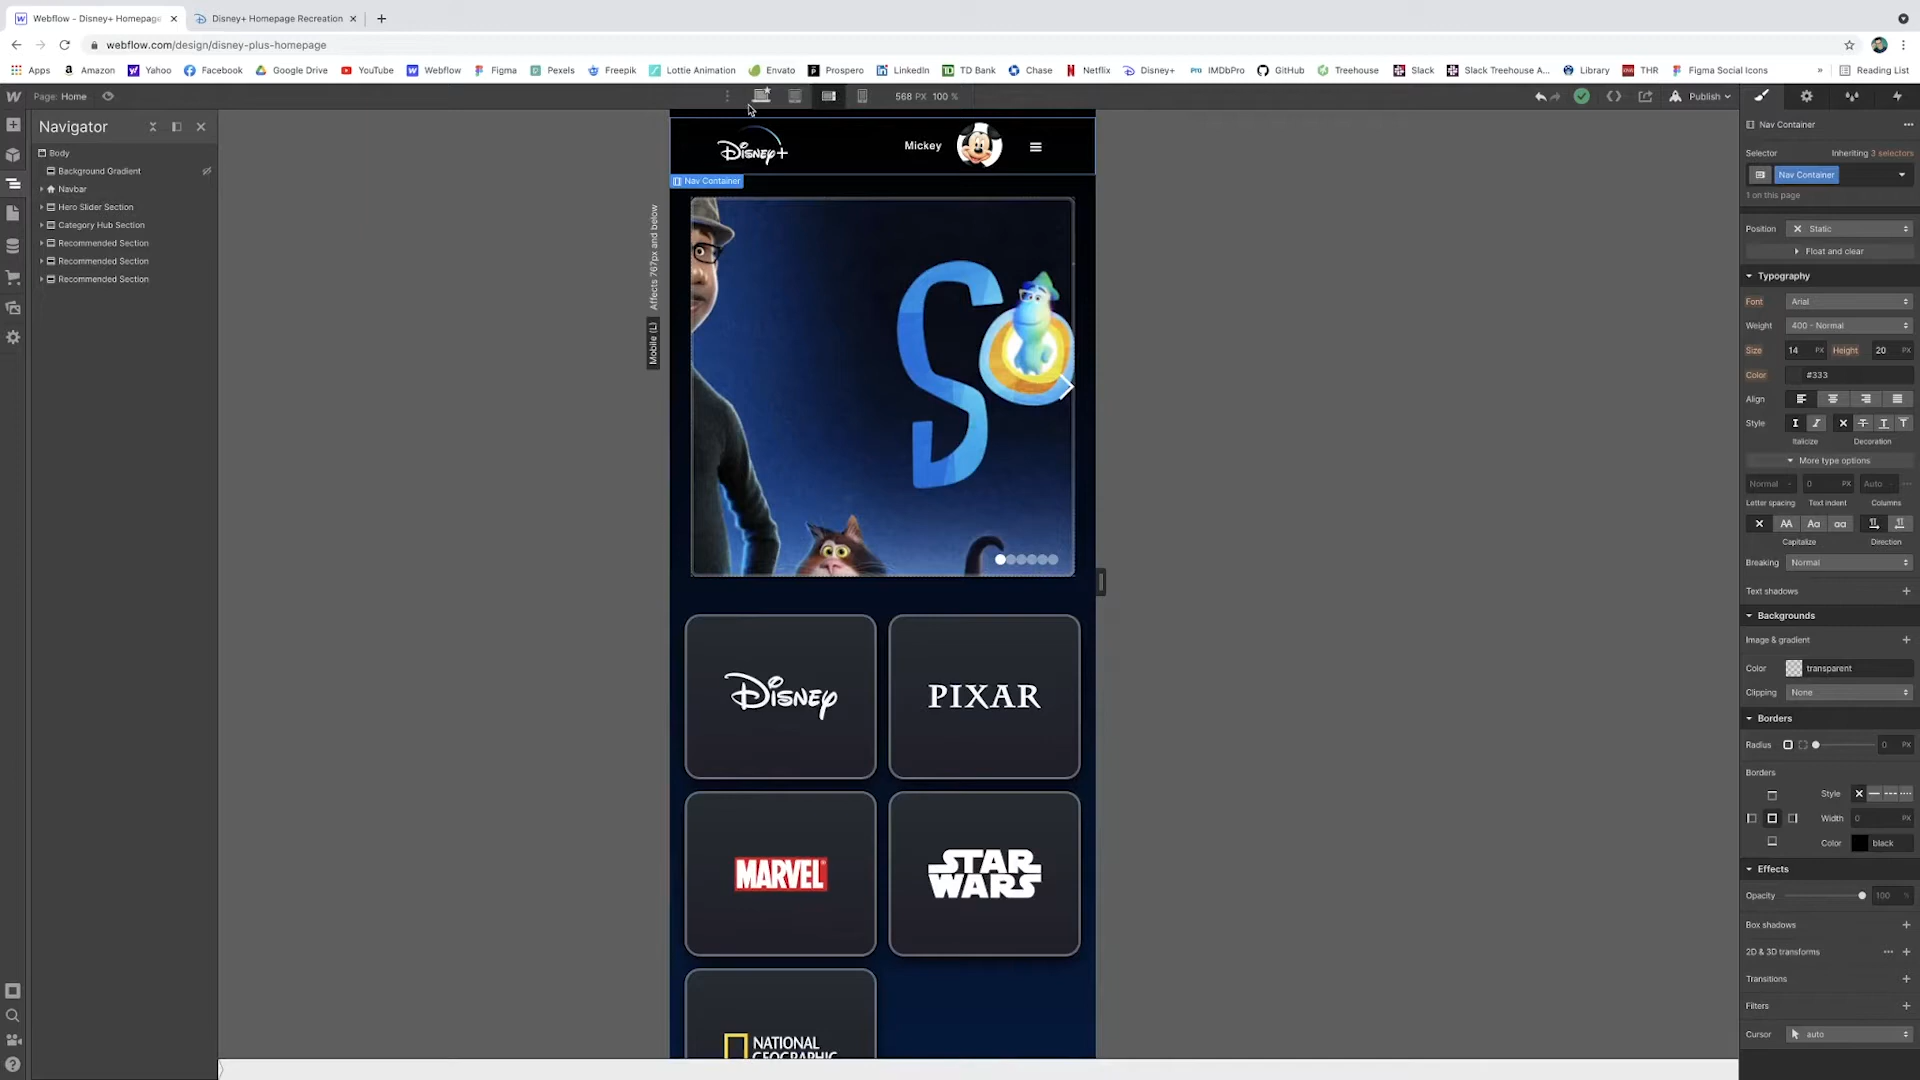 Webflow - Disney+ Homepage
Disney+ Homepage Recreation
webflow.com/design/disney-plus-homepage
Apps
Amazon
Yahoo
Facebook
Google Drive
YouTube
Webflow
Figma
Pexels
Freepik
Lottie Animation
Envato
Prospero
LinkedIn
TD Bank
Chase
Netflix
Disney+
IMDbPro
GitHub
Treehouse
Slack
Slack Treehouse A...
Library
THR
Figma Social Icons
»
Reading List
Page: Home
568 PX 100 %
Publish
Navigator
Body
Background Gradient
Navbar
Hero Slider Section
Category Hub Section
Recommended Section
Recommended Section
Recommended Section
Affects 767px and below
Mobile (L)
Disney+
Mickey
Nav Container
So
Disney
PIXAR
MARVEL
STAR
WARS
NATIONAL
GEOGRAPHIC
Nav Container
Selector
Inheriting 3 selectors
Nav Container
1 on this page
Position
Static
Float and clear
Typography
Font
Arial
Weight
400 - Normal
Size
14 PX
Height
20 PX
Color
#333
Align
Style
Italicize
Decoration
More type options
Normal
0 PX
Auto
Letter spacing
Text indent
Columns
AA
Aa
aa
Capitalize
Direction
Breaking
Normal
Text shadows
Backgrounds
Image & gradient
Color
transparent
Clipping
None
Borders
Radius
0 PX
Borders
Style
Width
0 PX
Color
black
Effects
Opacity
100 %
Box shadows
2D & 3D transforms
Transitions
Filters
Cursor
auto